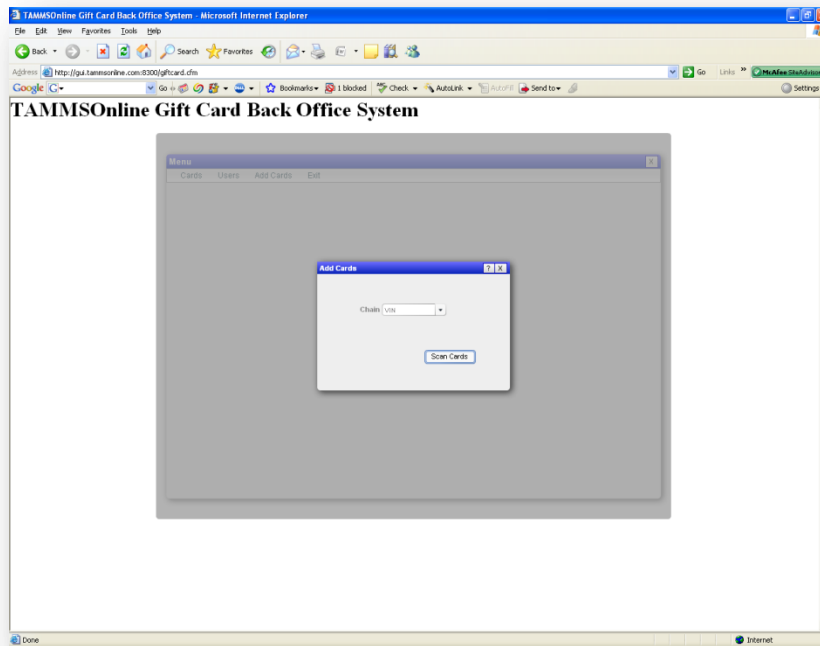 TAMMSOnline Gift Card Back Office System - Microsoft Internet Explorer
File Edit View Favorites Tools Help
Back Search Favorites
Address http://gui.tammsonline.com:8300/giftcard.cfm Go Links » McAfee SiteAdvisor
Google G Go Bookmarks 1 blocked ABC Check AutoLink AutoFill Send to Settings
TAMMSOnline Gift Card Back Office System
Menu X
Cards Users Add Cards Exit
Add Cards ? X
Chain VIN
Scan Cards
Done Internet